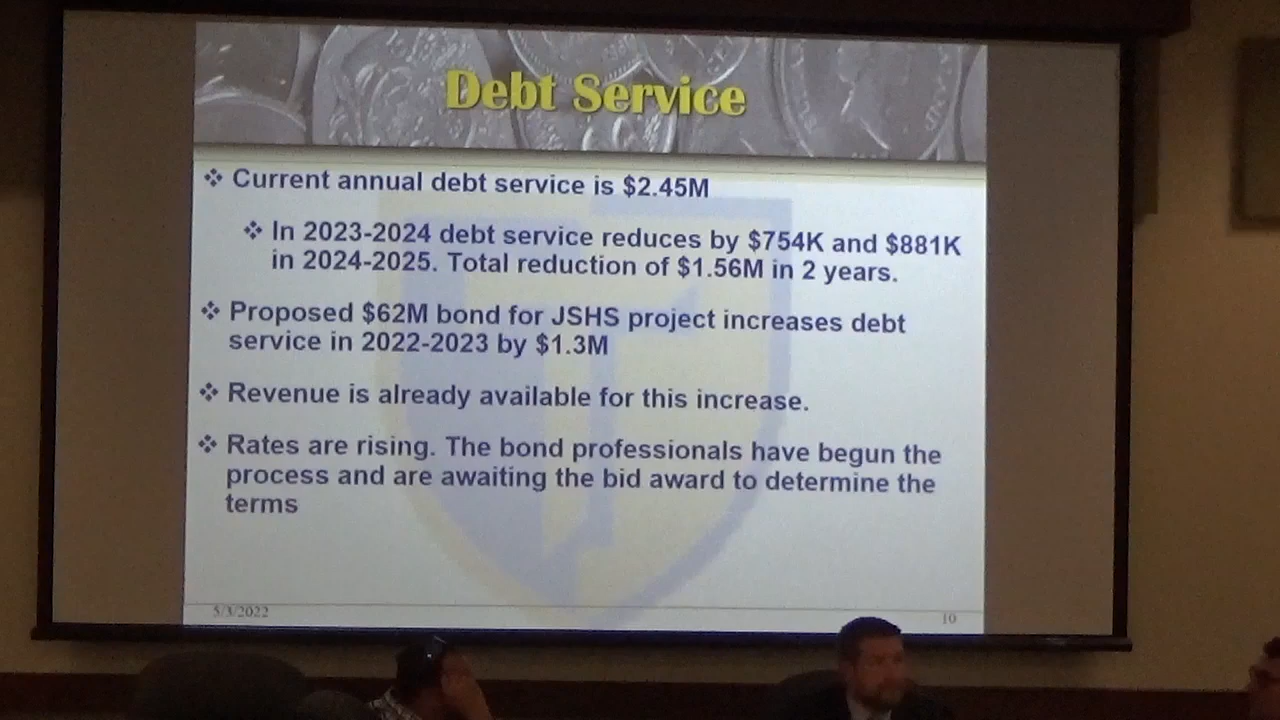 Debt Service
❖ Current annual debt service is $2.45M
❖ In 2023-2024 debt service reduces by $754K and $881K
in 2024-2025. Total reduction of $1.56M in 2 years.
❖ Proposed $62M bond for JSHS project increases debt
service in 2022-2023 by $1.3M
❖ Revenue is already available for this increase.
❖ Rates are rising. The bond professionals have begun the
process and are awaiting the bid award to determine the
terms
5/3/2022
10